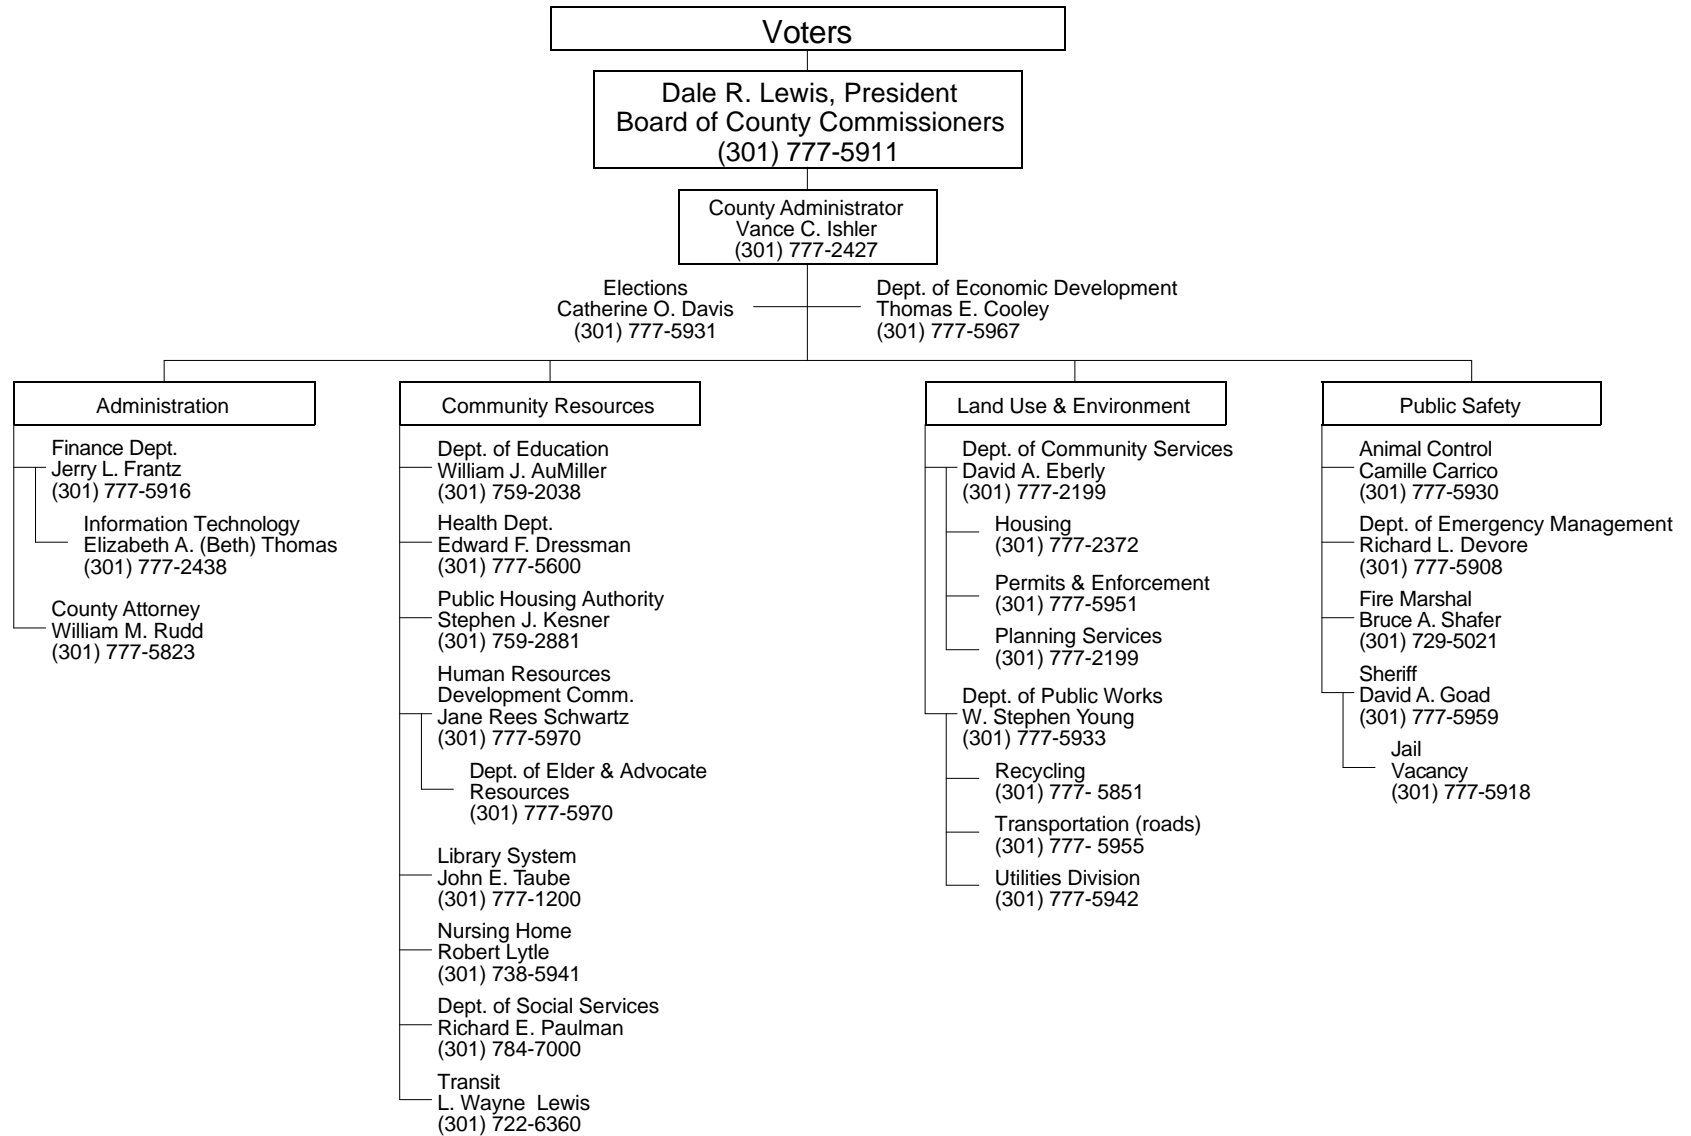 Voters
Dale R. Lewis, President
Board of County Commissioners
(301) 777-5911
County Administrator
Vance C. Ishler
(301) 777-2427
Elections
Catherine O. Davis
(301) 777-5931
Dept. of Economic Development
Thomas E. Cooley
(301) 777-5967
Administration
Finance Dept.
Jerry L. Frantz
(301) 777-5916
Information Technology
Elizabeth A. (Beth) Thomas
(301) 777-2438
County Attorney
William M. Rudd
(301) 777-5823
Community Resources
Dept. of Education
William J. AuMiller
(301) 759-2038
Health Dept.
Edward F. Dressman
(301) 777-5600
Public Housing Authority
Stephen J. Kesner
(301) 759-2881
Human Resources
Development Comm.
Jane Rees Schwartz
(301) 777-5970
Dept. of Elder & Advocate
Resources
(301) 777-5970
Library System
John E. Taube
(301) 777-1200
Nursing Home
Robert Lytle
(301) 738-5941
Dept. of Social Services
Richard E. Paulman
(301) 784-7000
Transit
L. Wayne  Lewis
(301) 722-6360
Land Use & Environment
Dept. of Community Services
David A. Eberly
(301) 777-2199
Housing
(301) 777-2372
Permits & Enforcement
(301) 777-5951
Planning Services
(301) 777-2199
Dept. of Public Works
W. Stephen Young
(301) 777-5933
Recycling
(301) 777- 5851
Transportation (roads)
(301) 777- 5955
Utilities Division
(301) 777-5942
Public Safety
Animal Control
Camille Carrico
(301) 777-5930
Dept. of Emergency Management
Richard L. Devore
(301) 777-5908
Fire Marshal
Bruce A. Shafer
(301) 729-5021
Sheriff
David A. Goad
(301) 777-5959
Jail
Vacancy
(301) 777-5918